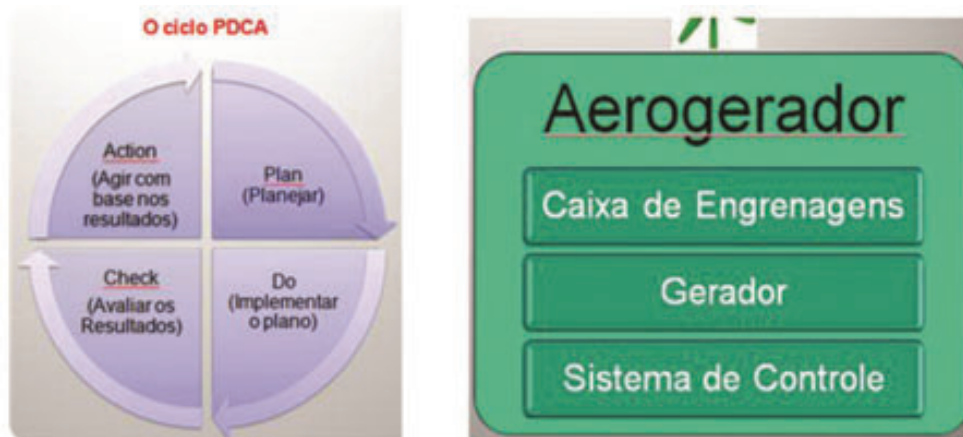 O ciclo PDCA
Action
(Agir com
base nos
resultados)
Plan
(Planejar)
Check
(Avaliar os
Resultados)
Do
(Implementar
o plano)
Aerogerador
Caixa de Engrenagens
Gerador
Sistema de Controle